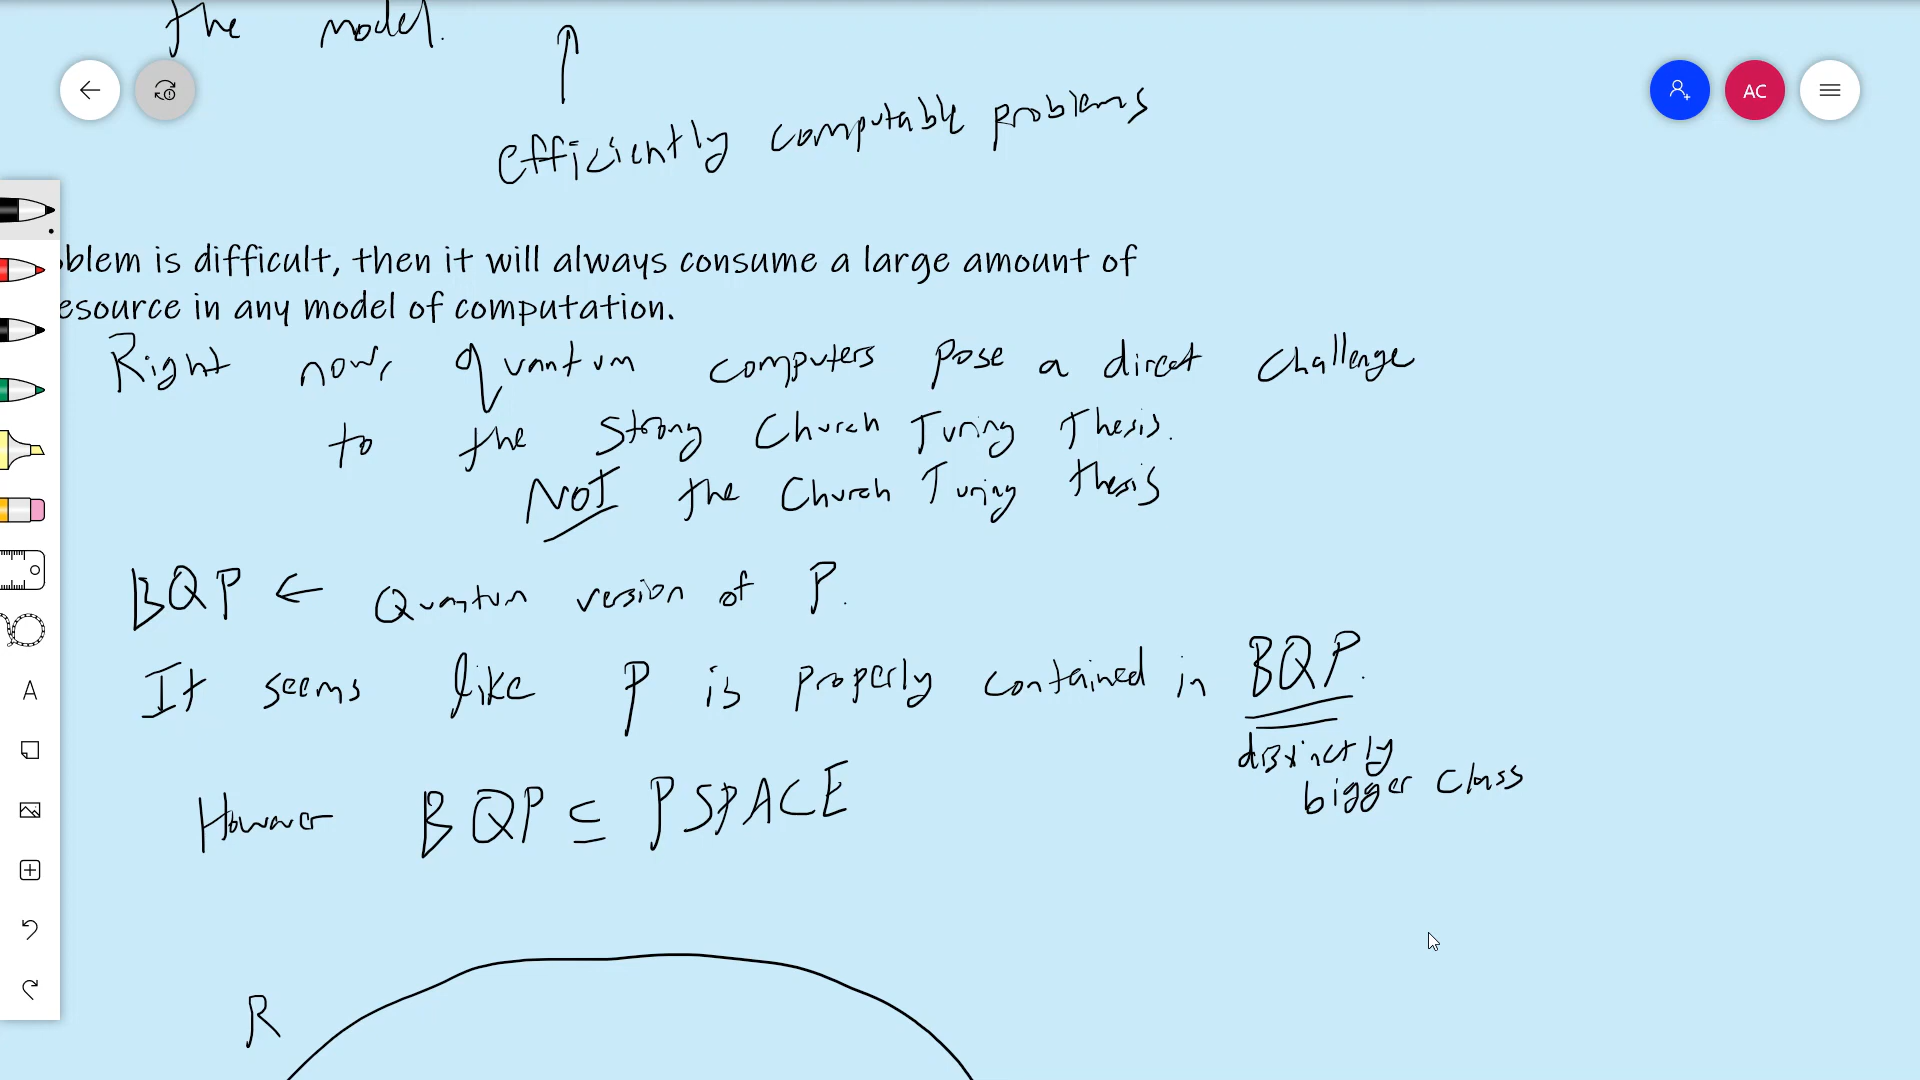 the model.
AC
efficiently computable problems
blem is difficult, then it will always consume a large amount of
esource in any model of computation.
Right now, quantum computers pose a direct challenge
to the Strong Church Turing Thesis.
NOT the Church Turing thesis
BQP ← Quantum version of P.
It seems like P is properly contained in BQP.
distinctly
bigger class
However BQP ⊆ PSPACE
R
A